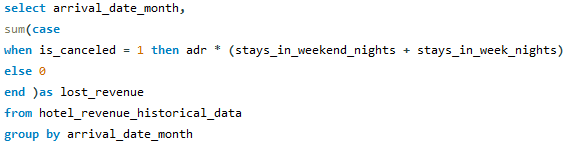 select arrival_date_month,
sum(case
when is_canceled = 1 then adr * (stays_in_weekend_nights + stays_in_week_nights)
else 0
end )as lost_revenue
from hotel_revenue_historical_data
group by arrival_date_month